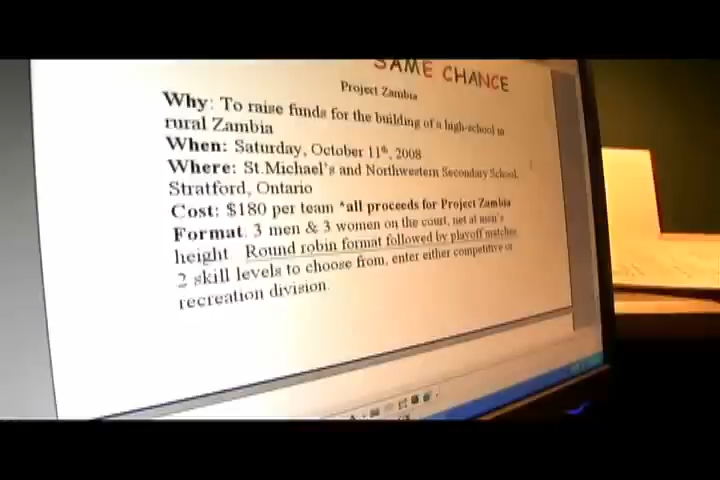 SAME CHANCE
Project Zambia
Why: To raise funds for the building of a high-school in
rural Zambia
When: Saturday, October 11th, 2008
Where: St.Michael's and Northwestern Secondary School,
Stratford, Ontario
Cost: $180 per team *all proceeds for Project Zambia
Format. 3 men & 3 women on the court, net at men's
height. Round robin format followed by playoff matches
2 skill levels to choose from, enter either competitive or
recreation division.